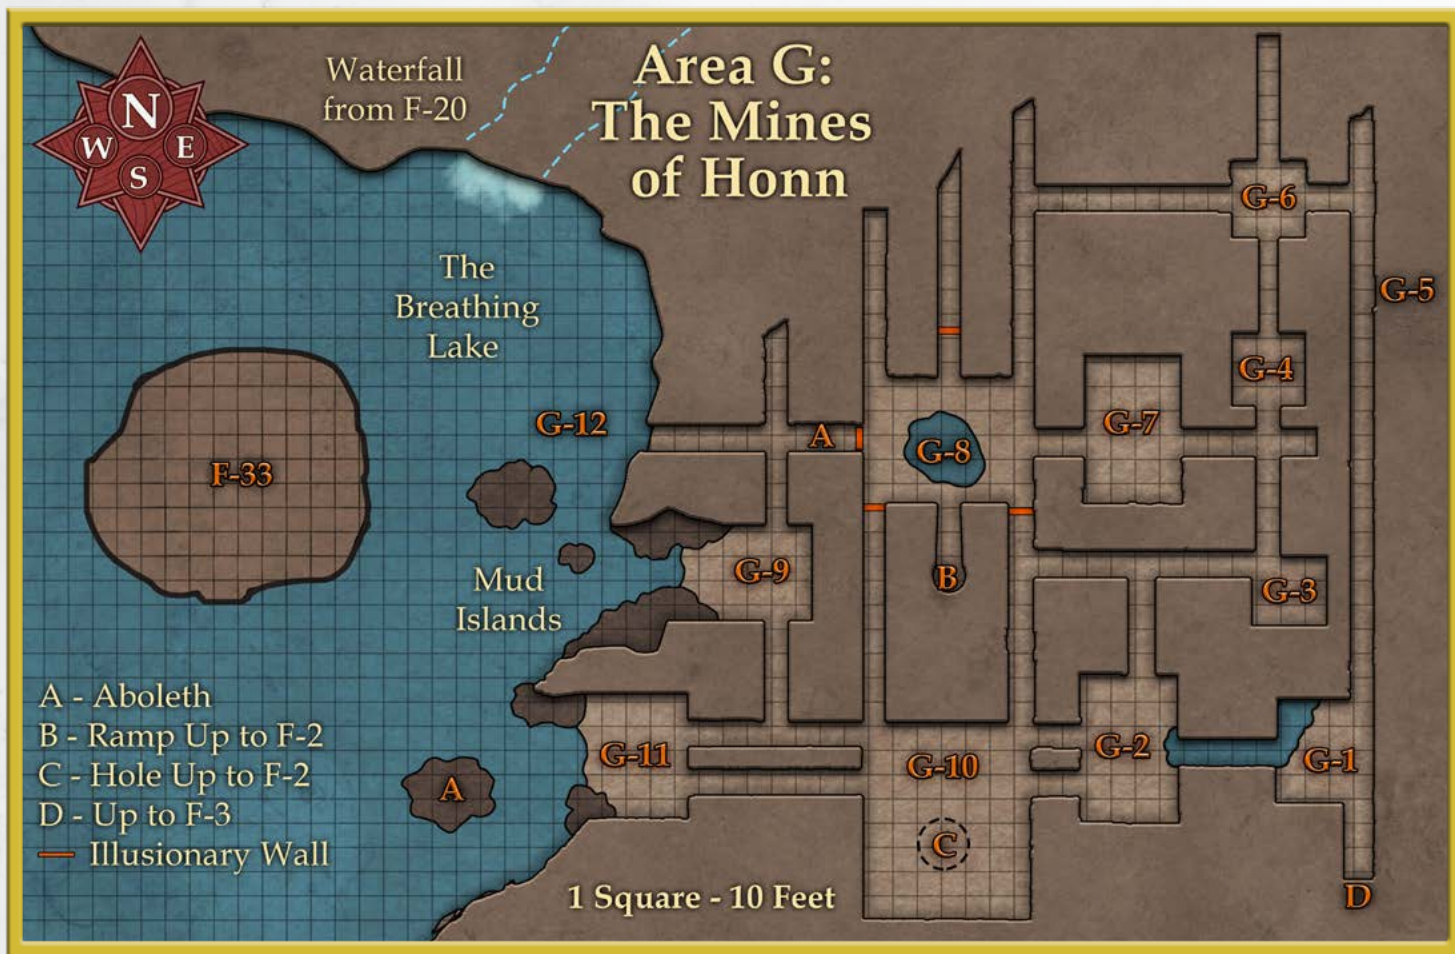 Area G:
The Mines
of Honn
Waterfall
from F-20
N
W
E
S
The
Breathing
Lake
G-6
G-5
G-4
G-7
G-12
A
G-8
F-33
G-9
B
G-3
Mud
Islands
G-11
G-10
G-2
G-1
A
C
D
A - Aboleth
B - Ramp Up to F-2
C - Hole Up to F-2
D - Up to F-3
Illusionary Wall
1 Square - 10 Feet